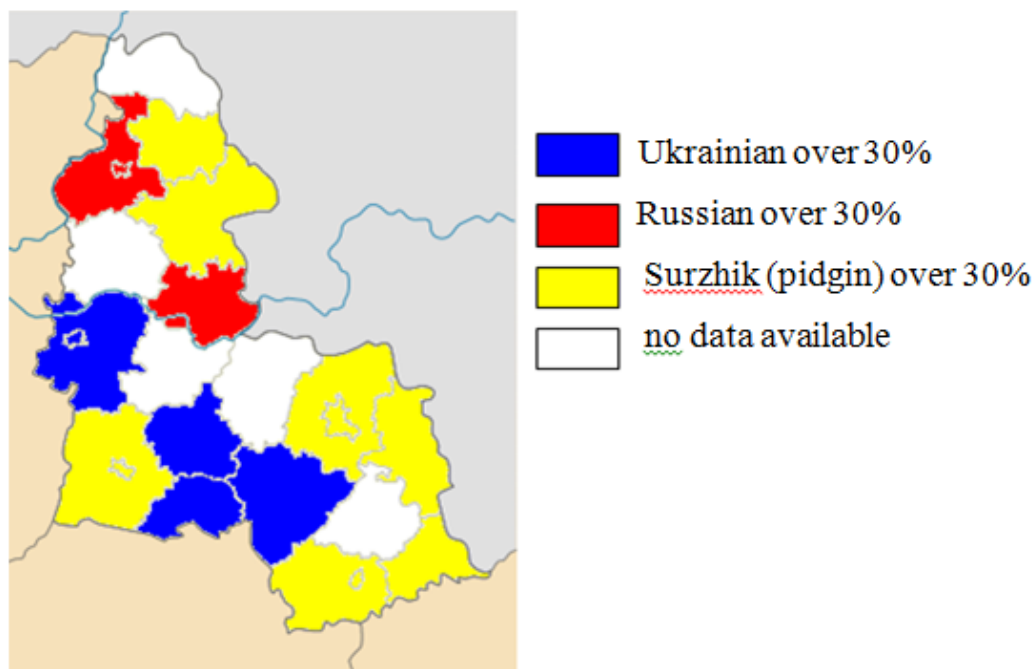 Ukrainian over 30%
Russian over 30%
Surzhik (pidgin) over 30%
no data available